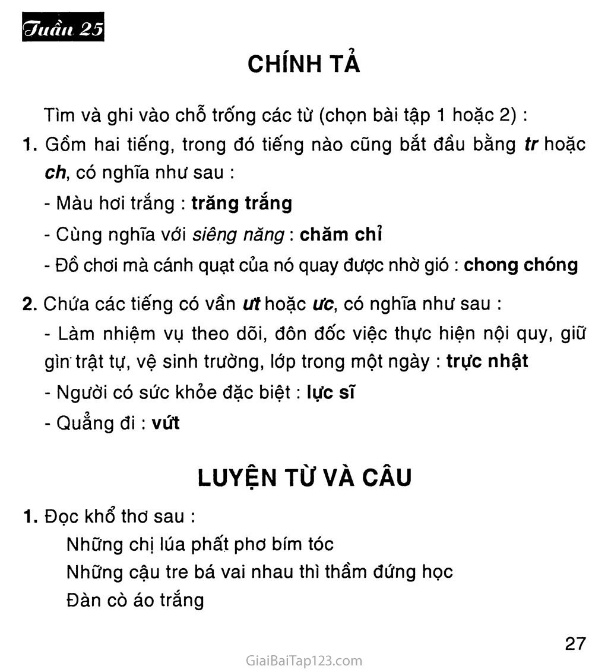 Tuần 25
CHÍNH TẢ
Tìm và ghi vào chỗ trống các từ (chọn bài tập 1 hoặc 2) :
1. Gồm hai tiếng, trong đó tiếng nào cũng bắt đầu bằng tr hoặc
ch, có nghĩa như sau :
- Màu hơi trắng : trăng trắng
- Cùng nghĩa với siêng năng : chăm chỉ
- Đồ chơi mà cánh quạt của nó quay được nhờ gió : chong chóng
2. Chứa các tiếng có vần ưt hoặc ưc, có nghĩa như sau :
- Làm nhiệm vụ theo dõi, đôn đốc việc thực hiện nội quy, giữ
gìn trật tự, vệ sinh trường, lớp trong một ngày : trực nhật
- Người có sức khỏe đặc biệt : lực sĩ
- Quẳng đi : vứt
LUYỆN TỪ VÀ CÂU
1. Đọc khổ thơ sau :
Những chị lúa phất phơ bím tóc
Những cậu tre bá vai nhau thì thầm đứng học
Đàn cò áo trắng
27
GiaiBaiTap123.com